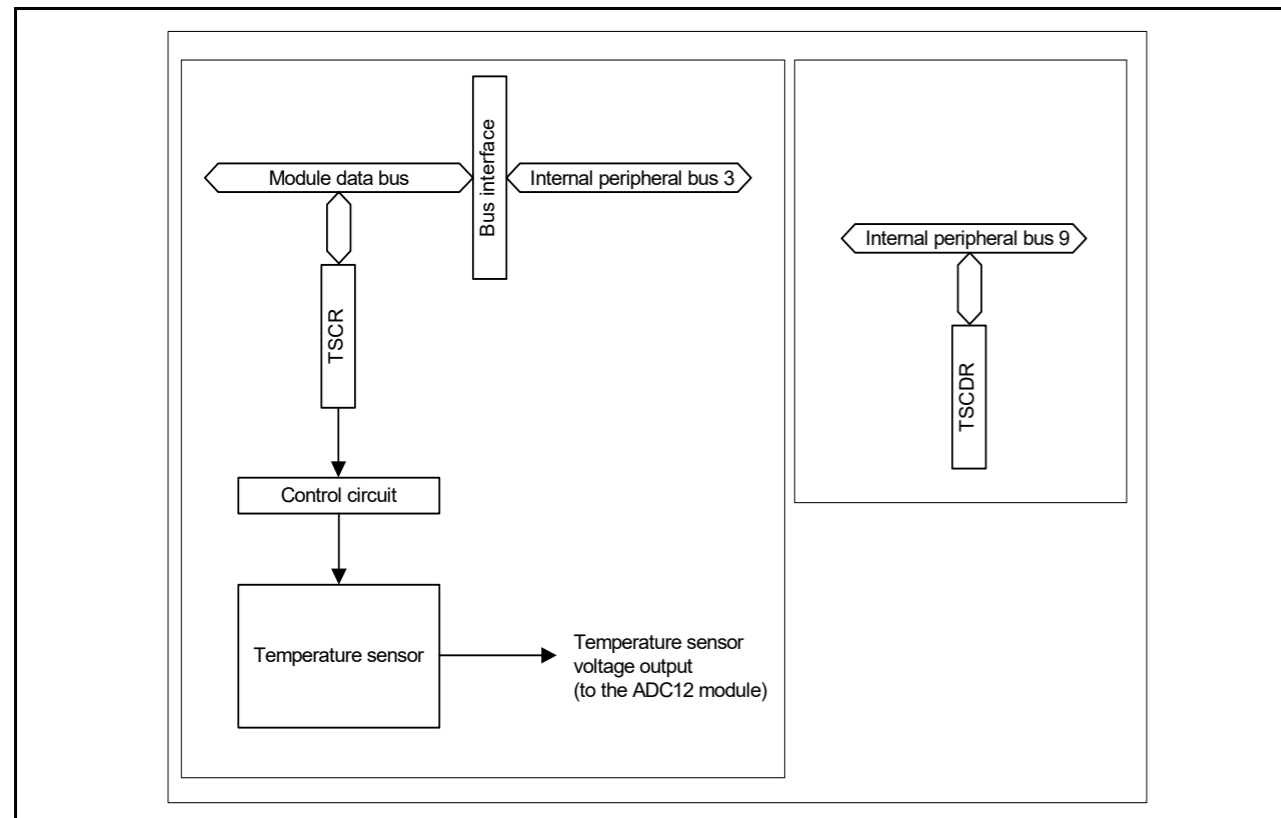 Module data bus
Bus interface
Internal peripheral bus 3
TSCR
Control circuit
Temperature sensor
Temperature sensor
voltage output
(to the ADC12 module)
Internal peripheral bus 9
TSCDR